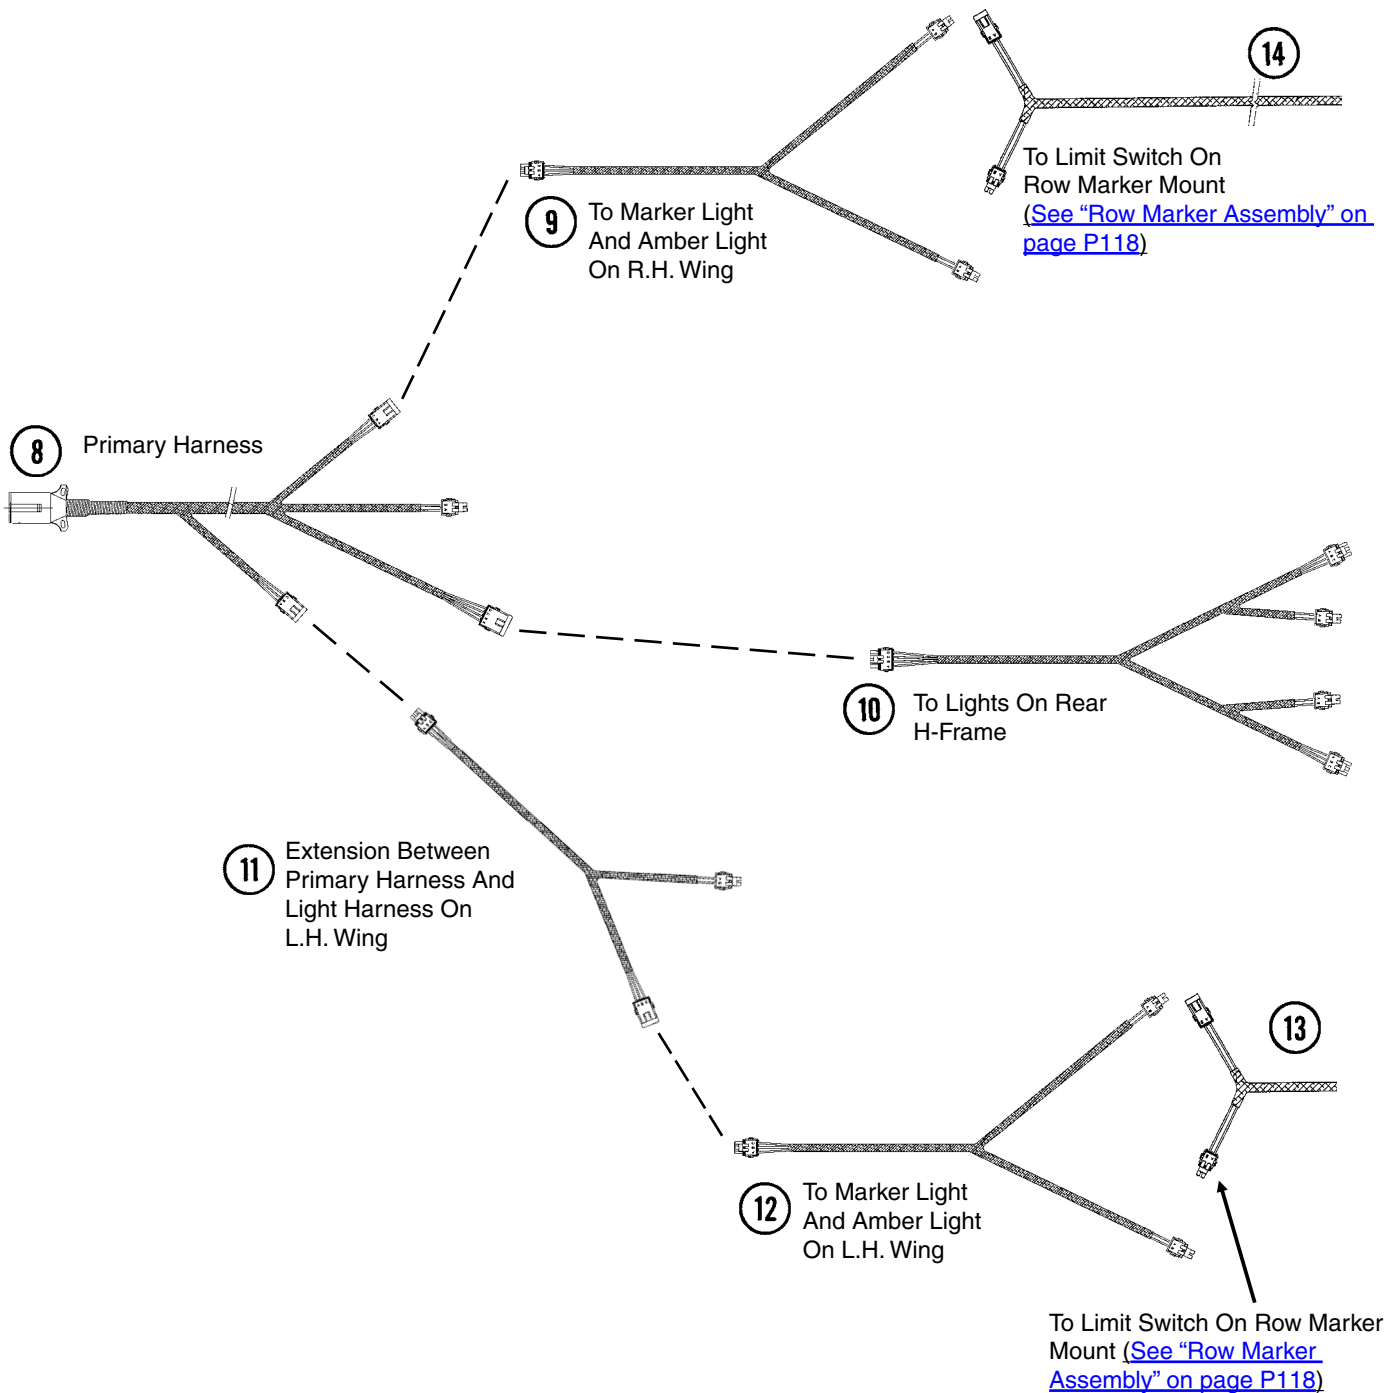 14
To Limit Switch On
Row Marker Mount
(See “Row Marker Assembly” on
page P118)
9
To Marker Light
And Amber Light
On R.H. Wing
8
Primary Harness
10
To Lights On Rear
H-Frame
11
Extension Between
Primary Harness And
Light Harness On
L.H. Wing
13
12
To Marker Light
And Amber Light
On L.H. Wing
To Limit Switch On Row Marker
Mount (See “Row Marker
Assembly” on page P118)